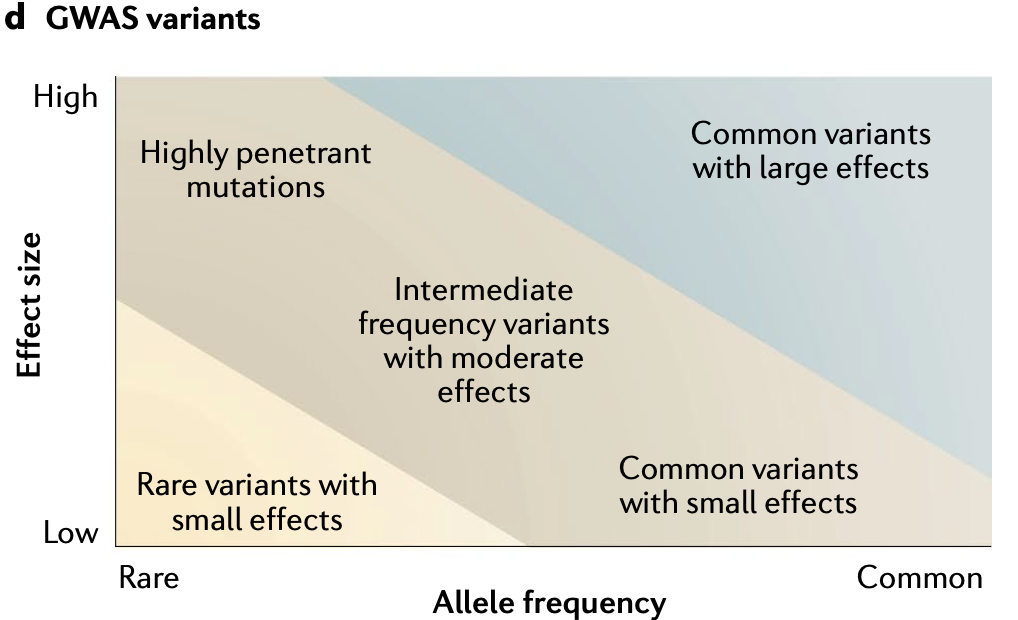 d GWAS variants
High
Highly penetrant
mutations
Common variants
with large effects
Effect size
Intermediate
frequency variants
with moderate
effects
Rare variants with
small effects
Common variants
with small effects
Low
Rare
Common
Allele frequency